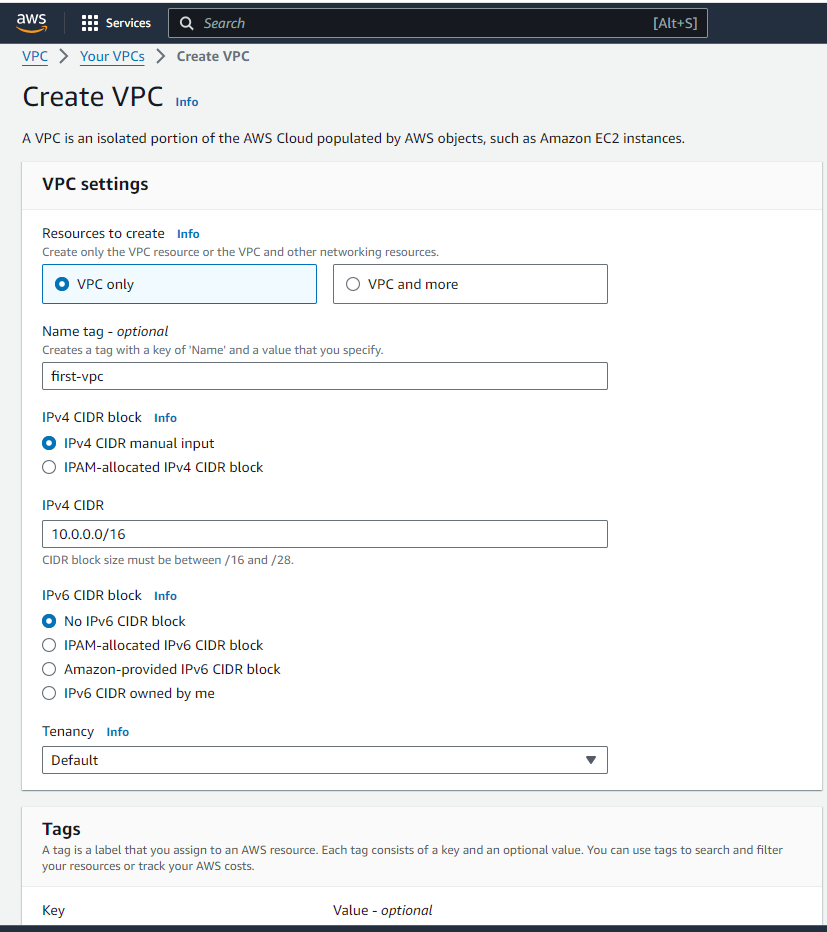 aws Services Search [Alt+S]
VPC > Your VPCs > Create VPC
Create VPC Info
A VPC is an isolated portion of the AWS Cloud populated by AWS objects, such as Amazon EC2 instances.
VPC settings
Resources to create Info
Create only the VPC resource or the VPC and other networking resources.
VPC only VPC and more
Name tag - optional
Creates a tag with a key of 'Name' and a value that you specify.
first-vpc
IPv4 CIDR block Info
IPv4 CIDR manual input
IPAM-allocated IPv4 CIDR block
IPv4 CIDR
10.0.0.0/16
CIDR block size must be between /16 and /28.
IPv6 CIDR block Info
No IPv6 CIDR block
IPAM-allocated IPv6 CIDR block
Amazon-provided IPv6 CIDR block
IPv6 CIDR owned by me
Tenancy Info
Default
Tags
A tag is a label that you assign to an AWS resource. Each tag consists of a key and an optional value. You can use tags to search and filter
your resources or track your AWS costs.
Key Value - optional